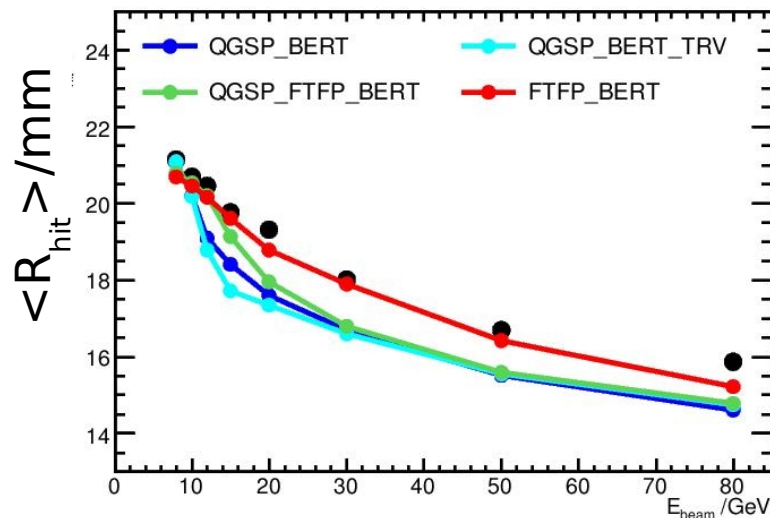 QGSP_BERT
QGSP_BERT_TRV
QGSP_FTFP_BERT
FTFP_BERT
<R_hit>/mm
24
22
20
18
16
14
0 10 20 30 40 50 60 70 80
E_beam /GeV